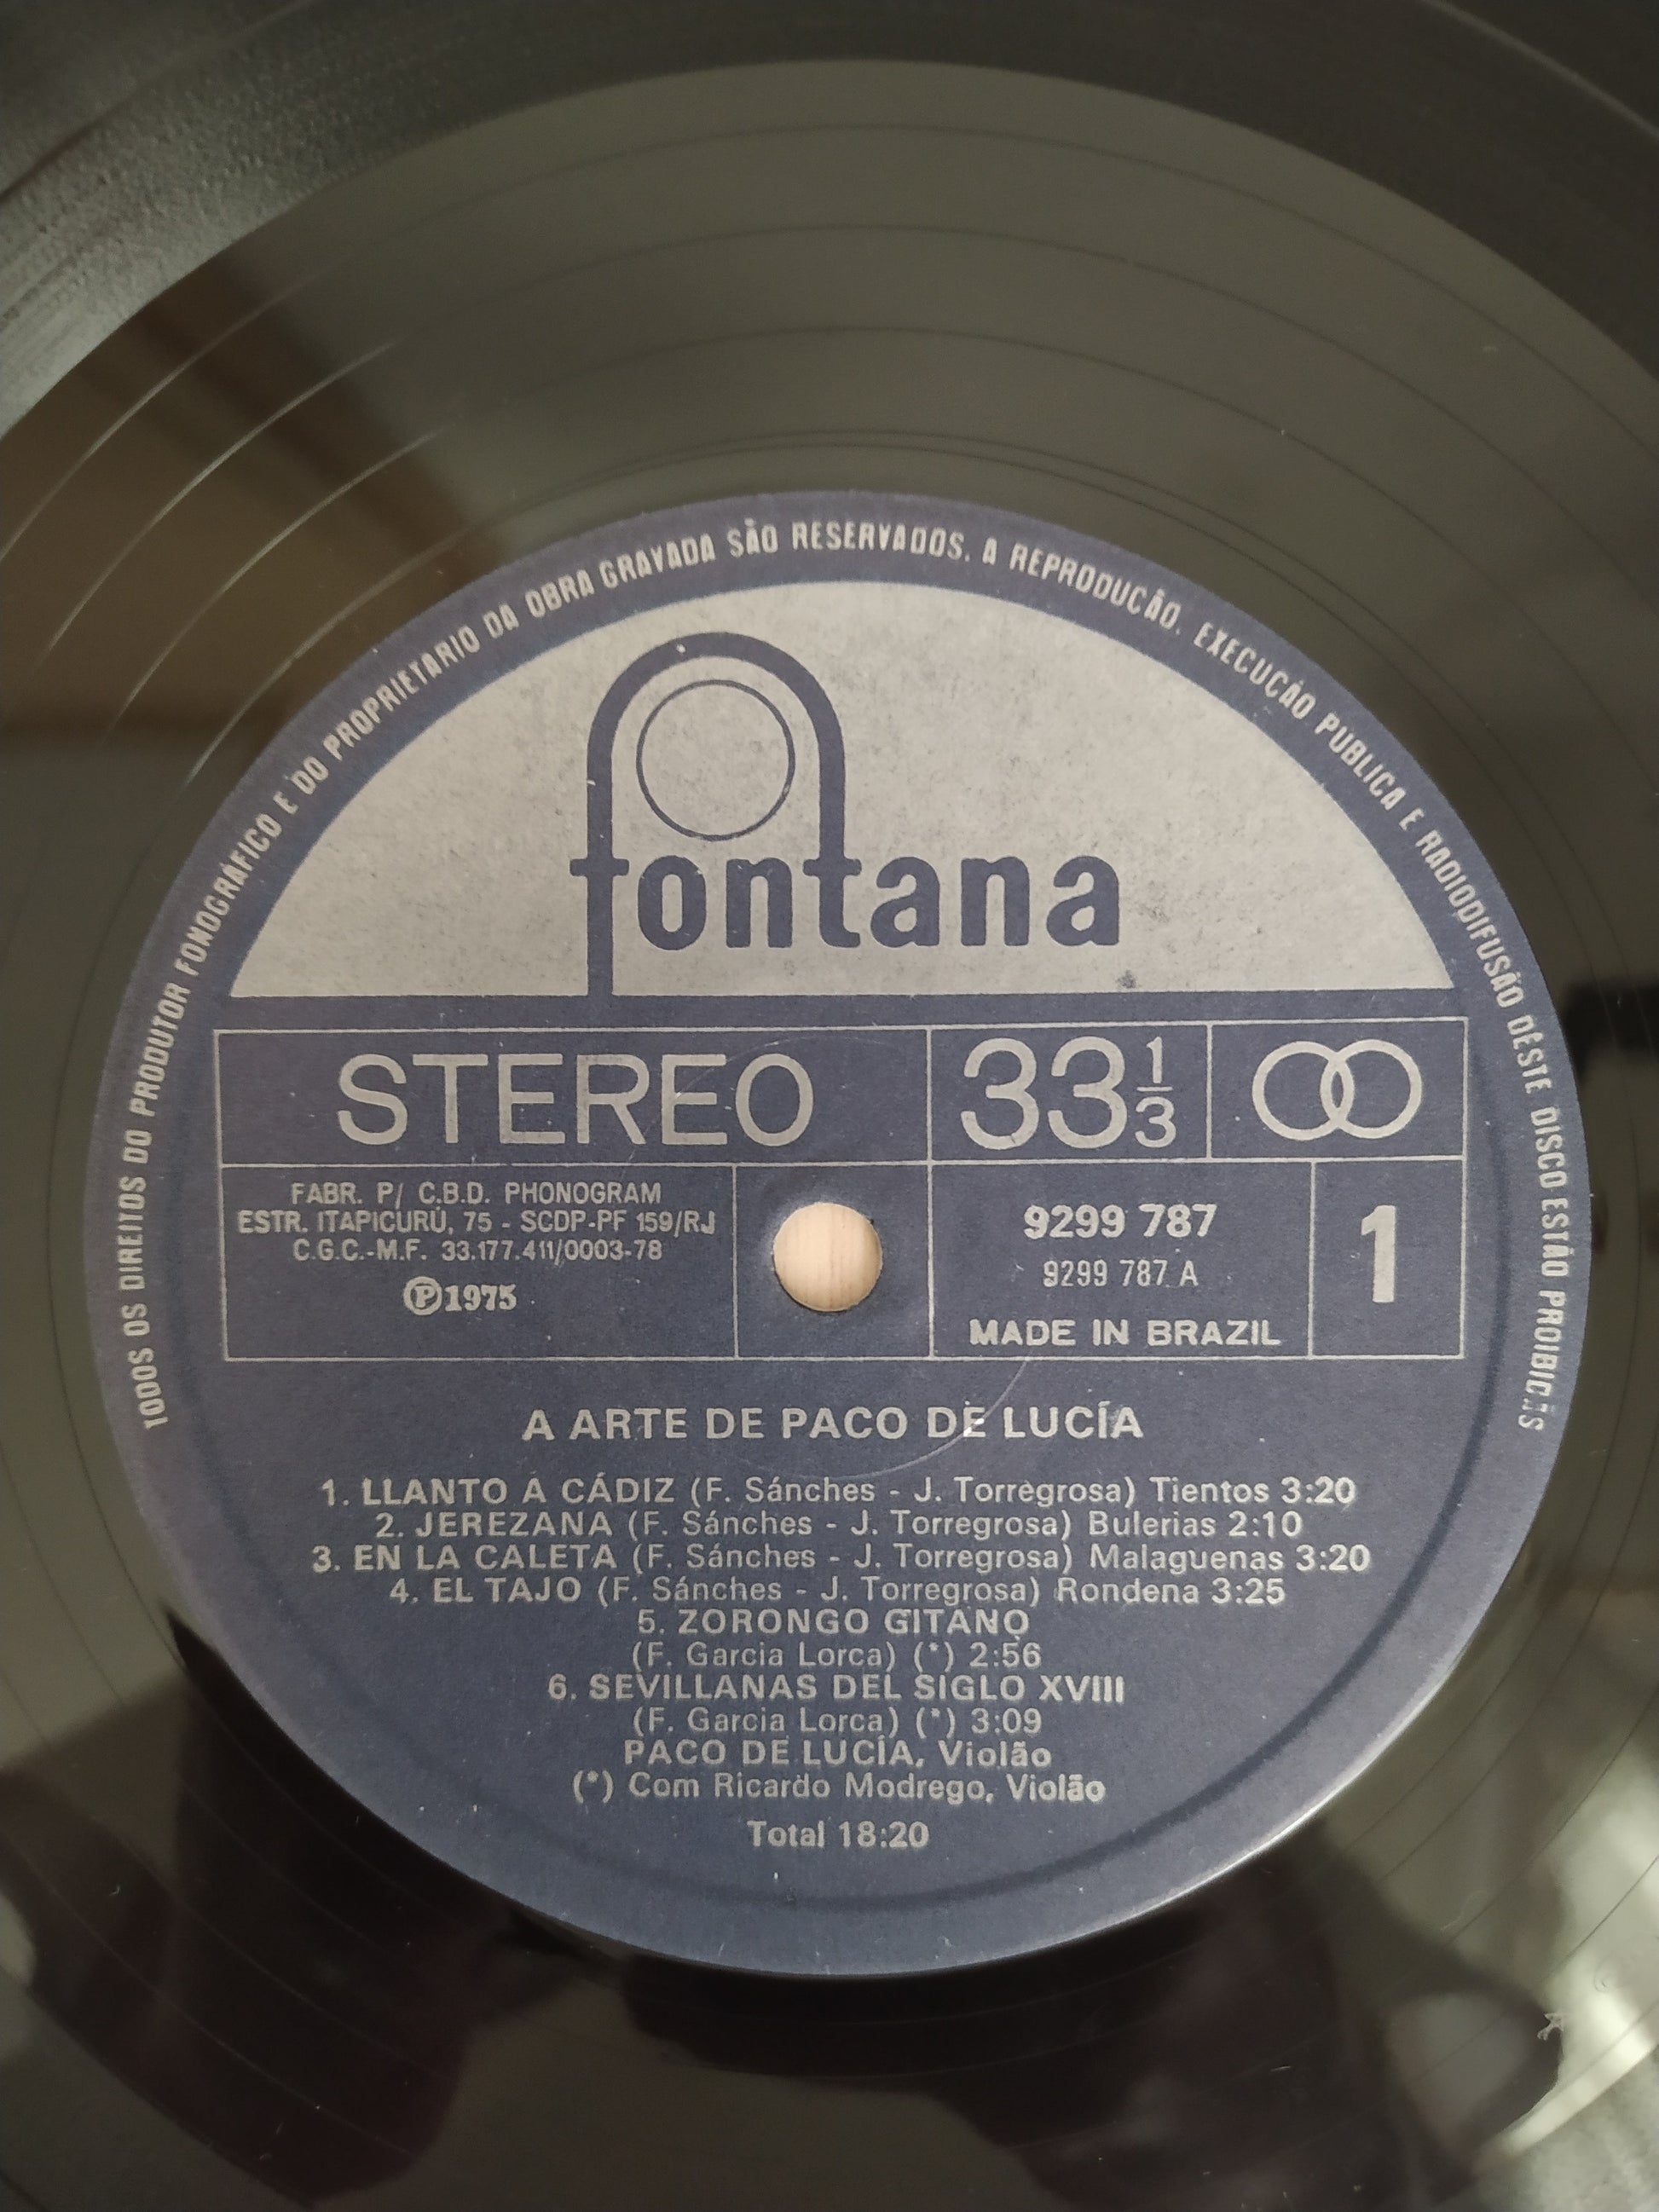 TODOS OS DIREITOS DO PRODUTOR FONOGRÁFICO E DO PROPRIETARIO DA OBRA GRAVADA SÃO RESERVADOS. A REPRODUÇÃO. EXECUÇÃO PUBLICA E RADIODIFUSÃO DÊSTE DISCO ESTÃO PROIBIDAS
fontana
STEREO
33 1/3
FABR. P/ C.B.D. PHONOGRAM
ESTR. ITAPICURÚ, 75 - SCDP-PF 159/RJ
C.G.C.-M.F. 33.177.411/0003-78
℗1975
9299 787
9299 787 A
MADE IN BRAZIL
1
A ARTE DE PACO DE LUCÍA
1. LLANTO A CÁDIZ (F. Sánches - J. Torregrosa) Tientos 3:20
2. JEREZANA (F. Sánches - J. Torregrosa) Bulerias 2:10
3. EN LA CALETA (F. Sánches - J. Torregrosa) Malaguenas 3:20
4. EL TAJO (F. Sánches - J. Torregrosa) Rondena 3:25
5. ZORONGO GITANO
(F. Garcia Lorca) (*) 2:56
6. SEVILLANAS DEL SIGLO XVIII
(F. Garcia Lorca) (*) 3:09
PACO DE LUCÍA, Violão
(*) Com Ricardo Modrego, Violão
Total 18:20